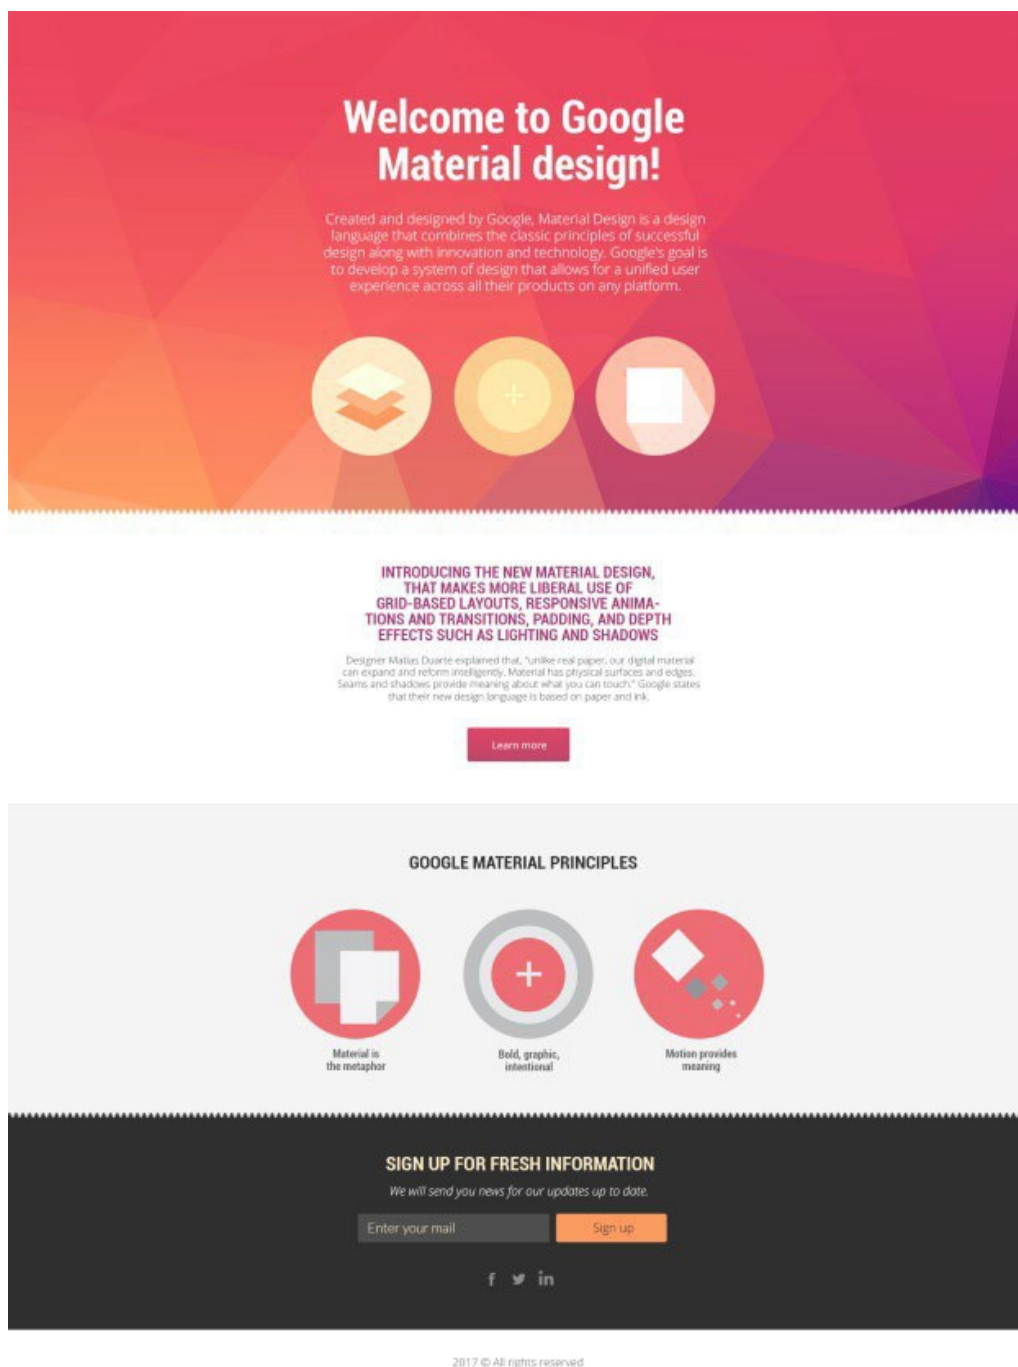 Welcome to Google
Material design!
Created and designed by Google, Material Design is a design
language that combines the classic principles of successful
design along with innovation and technology. Google's goal is
to develop a system of design that allows for a unified user
experience across all their products on any platform.
INTRODUCING THE NEW MATERIAL DESIGN,
THAT MAKES MORE LIBERAL USE OF
GRID-BASED LAYOUTS, RESPONSIVE ANIMA-
TIONS AND TRANSITIONS, PADDING, AND DEPTH
EFFECTS SUCH AS LIGHTING AND SHADOWS
Designer Matías Duarte explained that, "unlike real paper, our digital material
can expand and reform intelligently. Material has physical surfaces and edges.
Seams and shadows provide meaning about what you can touch." Google states
that their new design language is based on paper and ink.
Learn more
GOOGLE MATERIAL PRINCIPLES
Material is
the metaphor
Bold, graphic,
intentional
Motion provides
meaning
SIGN UP FOR FRESH INFORMATION
We will send you news for our updates up to date.
Enter your mail
Sign up
f
in
2017 © All rights reserved